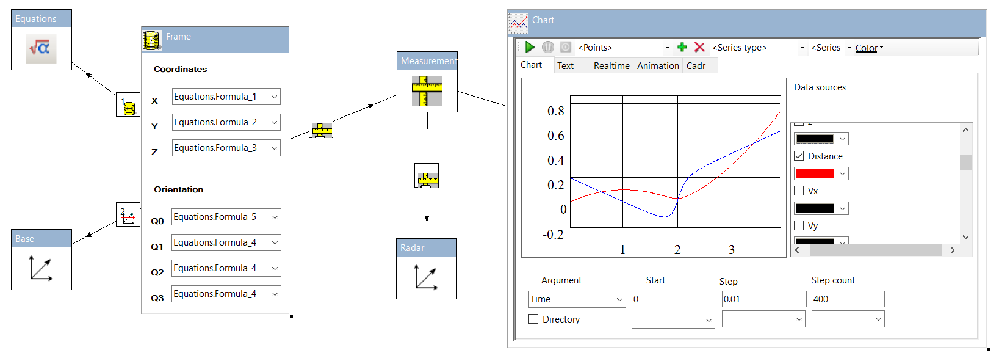 Equations
1
Base
2
Frame
Coordinates
X Equations.Formula_1
Y Equations.Formula_2
Z Equations.Formula_3
Orientation
Q0 Equations.Formula_5
Q1 Equations.Formula_4
Q2 Equations.Formula_4
Q3 Equations.Formula_4
Measurement
Radar
Chart
<Points> <Series type> <Series Color
Chart Text Realtime Animation Cadr
0.8
0.6
0.4
0.2
0
-0.2
1 2 3
Data sources
Distance
Vx
Vy
Argument Start Step Step count
Time 0 0.01 400
Directory